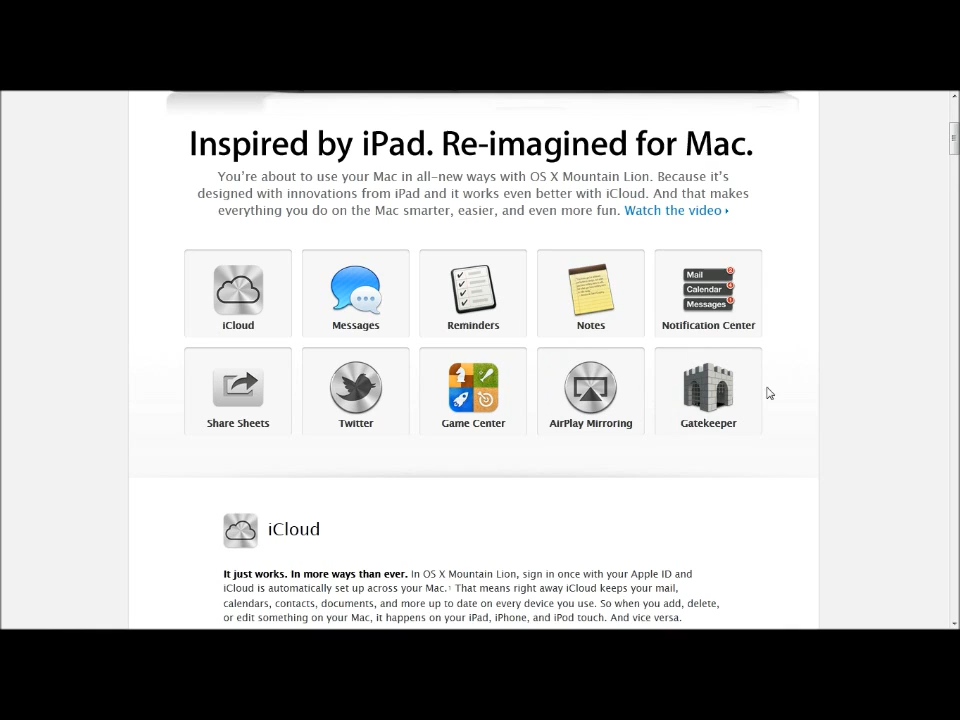 Inspired by iPad. Re-imagined for Mac.
You're about to use your Mac in all-new ways with OS X Mountain Lion. Because it's
designed with innovations from iPad and it works even better with iCloud. And that makes
everything you do on the Mac smarter, easier, and even more fun. Watch the video
Mail 2
Calendar 4
Messages 1
iCloud
Messages
Reminders
Notes
Notification Center
Share Sheets
Twitter
Game Center
AirPlay Mirroring
Gatekeeper
iCloud
It just works. In more ways than ever. In OS X Mountain Lion, sign in once with your Apple ID and
iCloud is automatically set up across your Mac.¹ That means right away iCloud keeps your mail,
calendars, contacts, documents, and more up to date on every device you use. So when you add, delete,
or edit something on your Mac, it happens on your iPad, iPhone, and iPod touch. And vice versa.